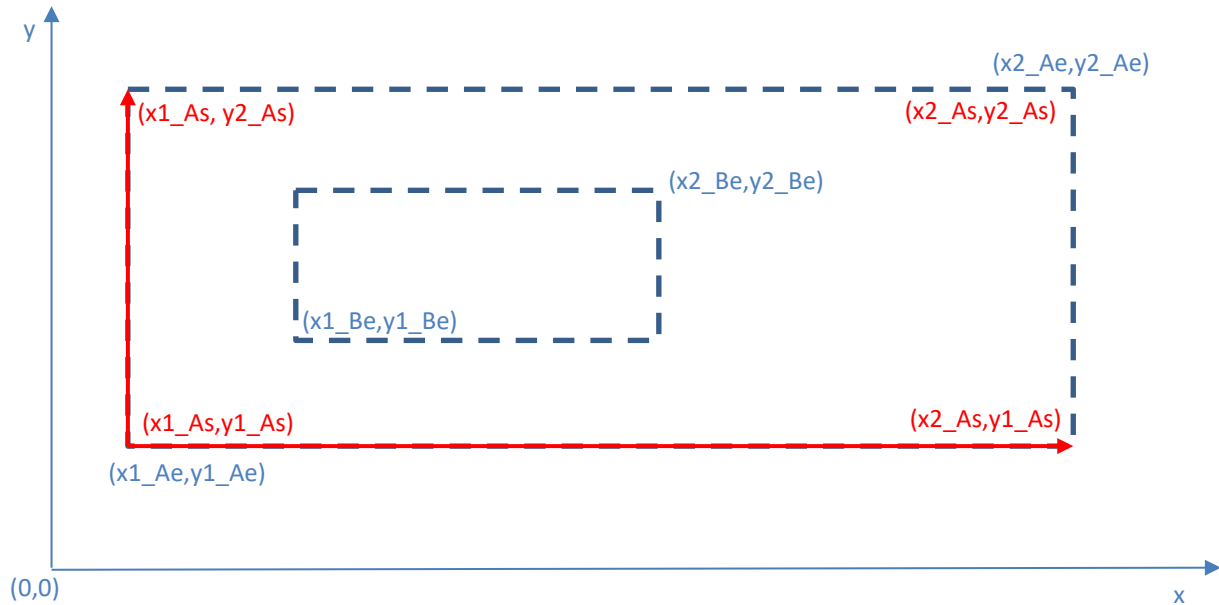 y
(x2_Ae,y2_Ae)
(x1_As, y2_As)
(x2_As,y2_As)
(x2_Be,y2_Be)
(x1_Be,y1_Be)
(x1_As,y1_As)
(x2_As,y1_As)
(x1_Ae,y1_Ae)
(0,0)
x